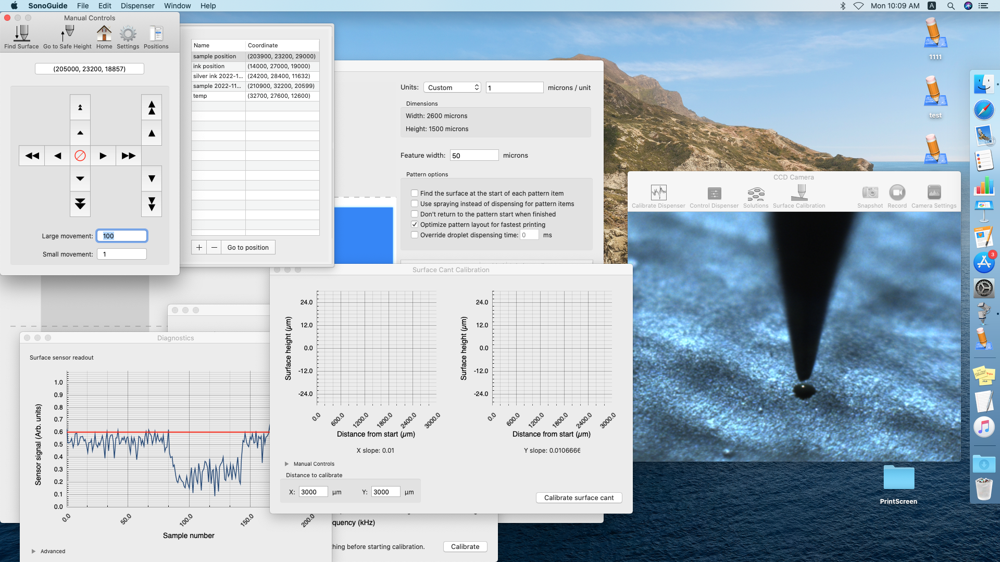 SonoGuide File Edit Dispenser Window Help
Mon 10:09 AM A
Manual Controls
Find Surface Go to Safe Height Home Settings Positions
(205000, 23200, 18857)
Large movement: 100
Small movement: 1
Name Coordinate
sample position (203900, 23200, 29000)
ink position (14000, 27000, 19000)
silver ink 2022-1... (24200, 28400, 11632)
sample 2022-11... (210900, 32200, 20599)
temp (32700, 27600, 12600)
+ − Go to position
Units: Custom 1 microns / unit
Dimensions
Width: 2600 microns
Height: 1500 microns
Feature width: 50 microns
Pattern options
Find the surface at the start of each pattern item
Use spraying instead of dispensing for pattern items
Don't return to the pattern start when finished
Optimize pattern layout for fastest printing
Override droplet dispensing time: 0 ms
1111
test
CCD Camera
Calibrate Dispenser Control Dispenser Solutions Surface Calibration Snapshot Record Camera Settings
3
Surface Cant Calibration
Surface height (µm)
24.0
12.0
0.0
-12.0
-24.0
0.0 600.0 1200.0 1800.0 2400.0 3000.0
Distance from start (µm)
X slope: 0.01
Surface height (µm)
24.0
12.0
0.0
-12.0
-24.0
0.0 600.0 1200.0 1800.0 2400.0 3000.0
Distance from start (µm)
Y slope: 0.0106666
Manual Controls
Distance to calibrate
X: 3000 µm Y: 3000 µm
Calibrate surface cant
Diagnostics
Surface sensor readout
Sensor signal (Arb. units)
1.0
0.9
0.8
0.7
0.6
0.5
0.4
0.3
0.2
0.1
0.0
0.0 50.0 100.0 150.0 200.0
Sample number
Advanced
quency (kHz)
thing before starting calibration. Calibrate
PrintScreen